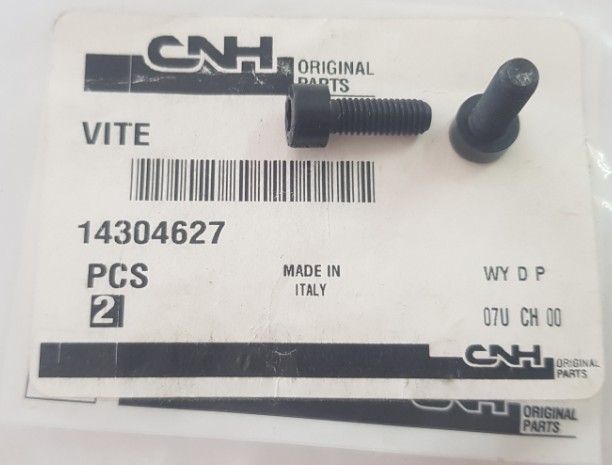 CNH
ORIGINAL
PARTS
VITE
14304627
PCS
2
MADE IN
ITALY
WY D P
07U CH 00
CNH
ORIGINAL
PARTS
CNH
ORIGINAL
PARTS